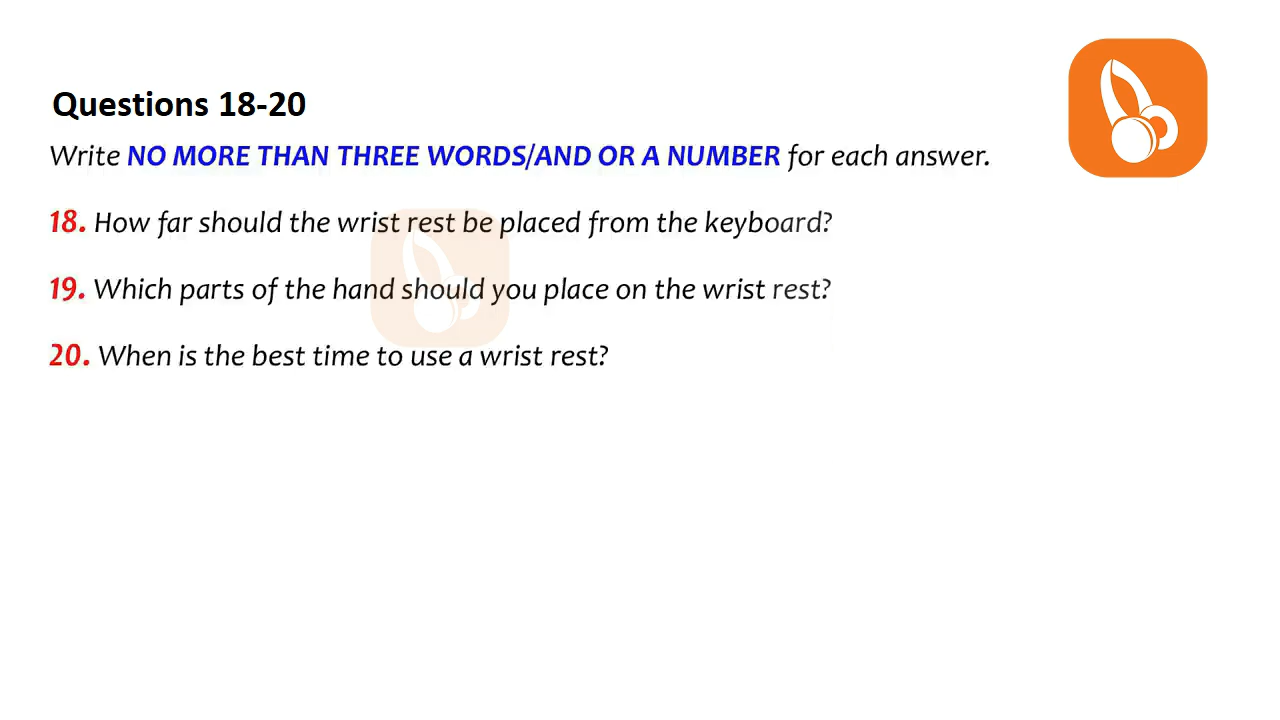 Questions 18-20
Write NO MORE THAN THREE WORDS/AND OR A NUMBER for each answer.
18. How far should the wrist rest be placed from the keyboard?
19. Which parts of the hand should you place on the wrist rest?
20. When is the best time to use a wrist rest?